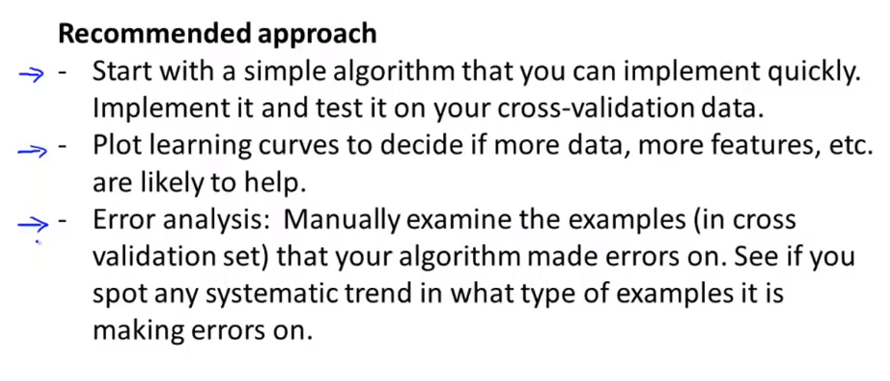 Recommended approach
- Start with a simple algorithm that you can implement quickly.
Implement it and test it on your cross-validation data.
- Plot learning curves to decide if more data, more features, etc.
are likely to help.
- Error analysis: Manually examine the examples (in cross
validation set) that your algorithm made errors on. See if you
spot any systematic trend in what type of examples it is
making errors on.